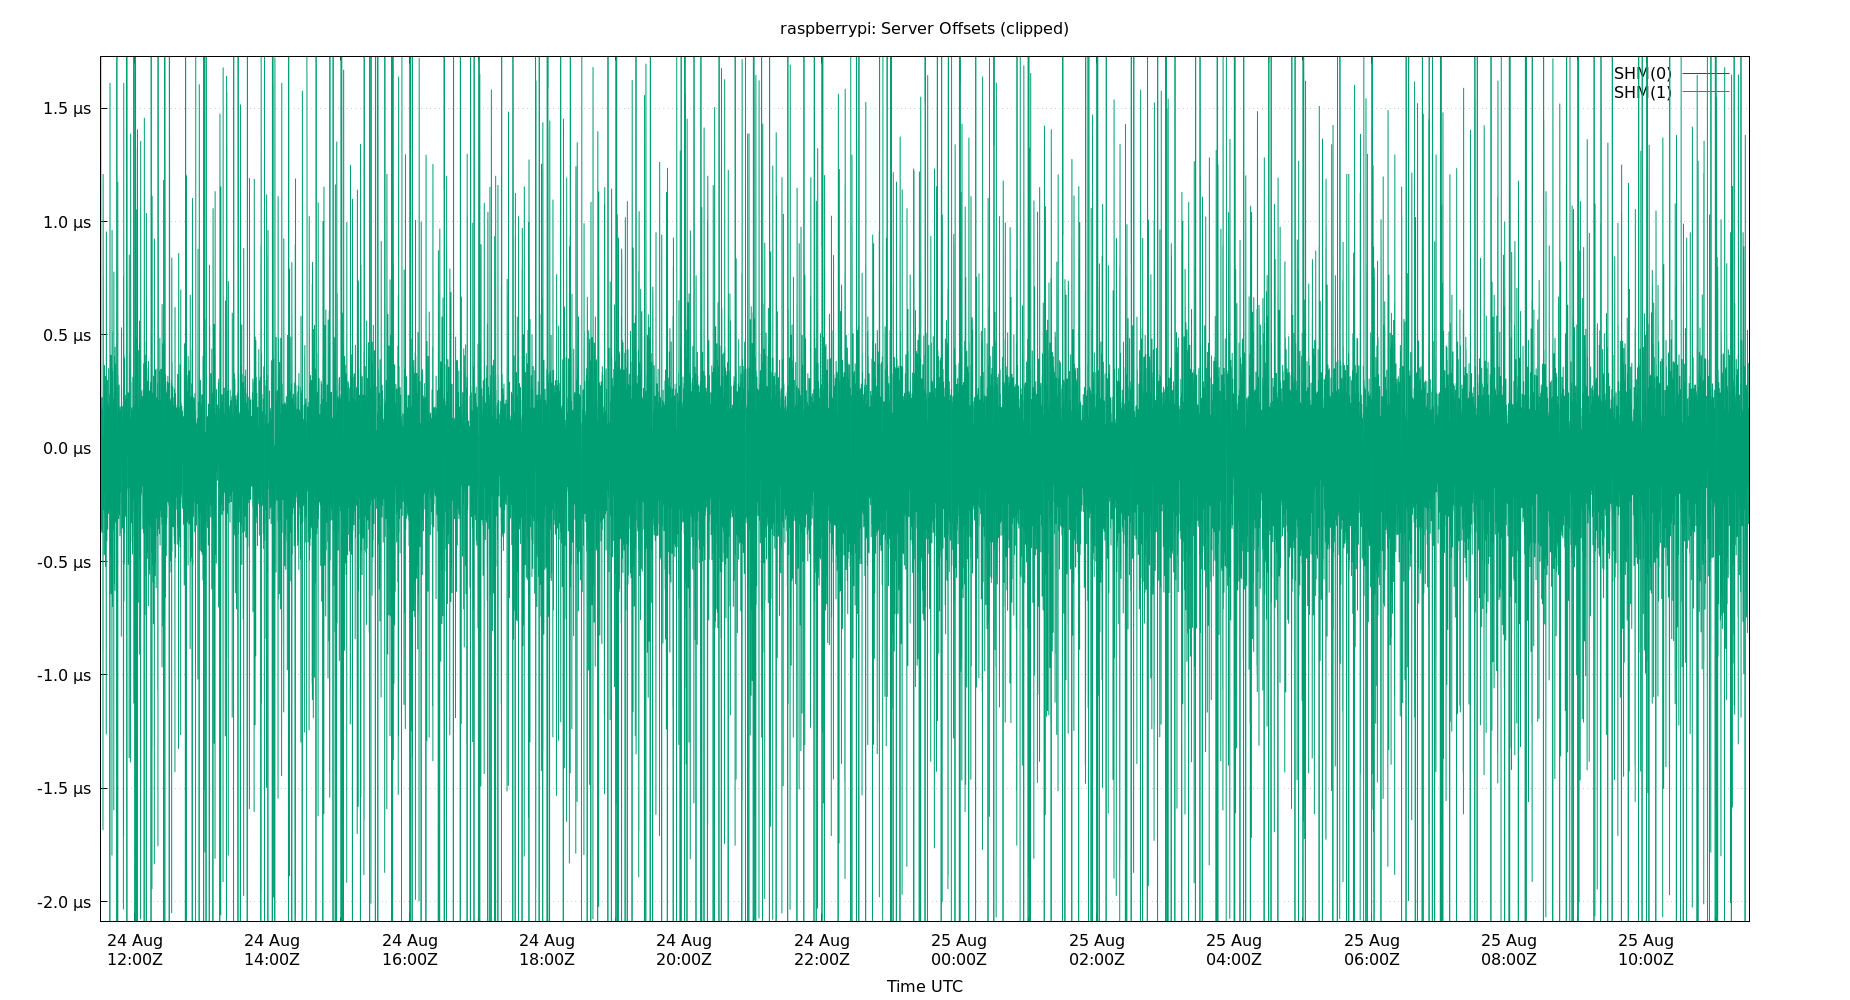 raspberrypi: Server Offsets (clipped)
SHM(0)
SHM(1)
1.5 µs
1.0 µs
0.5 µs
0.0 µs
-0.5 µs
-1.0 µs
-1.5 µs
-2.0 µs
24 Aug 24 Aug 24 Aug 24 Aug 24 Aug 24 Aug 25 Aug 25 Aug 25 Aug 25 Aug 25 Aug 25 Aug
12:00Z 14:00Z 16:00Z 18:00Z 20:00Z 22:00Z 00:00Z 02:00Z 04:00Z 06:00Z 08:00Z 10:00Z
Time UTC